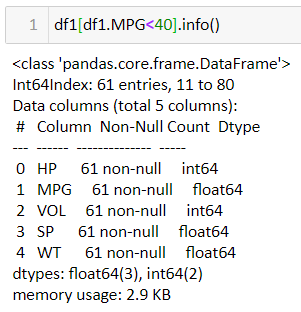 1 df1[df1.MPG<40].info()
<class 'pandas.core.frame.DataFrame'>
Int64Index: 61 entries, 11 to 80
Data columns (total 5 columns):
 #   Column  Non-Null Count  Dtype
---  ------  --------------  -----
 0   HP      61 non-null     int64
 1   MPG     61 non-null     float64
 2   VOL     61 non-null     int64
 3   SP      61 non-null     float64
 4   WT      61 non-null     float64
dtypes: float64(3), int64(2)
memory usage: 2.9 KB